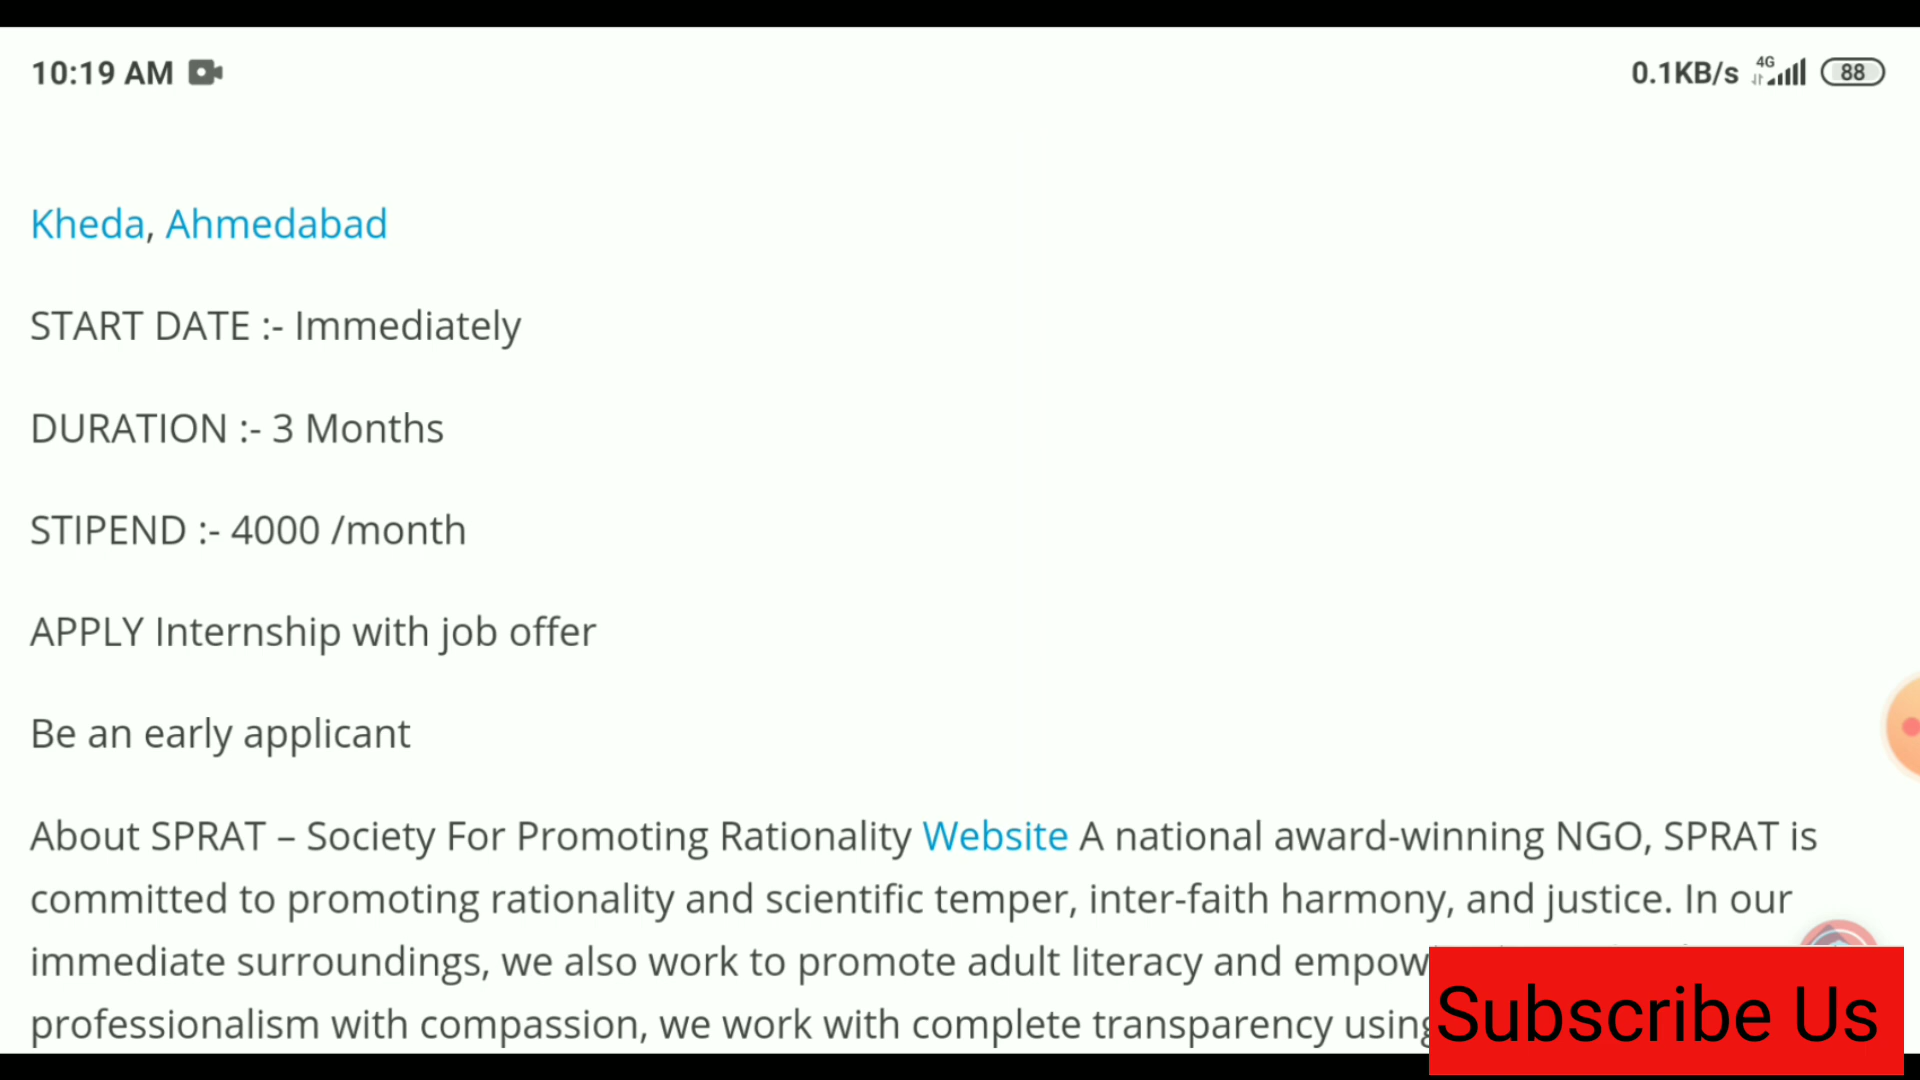 10:19 AM
0.1KB/s 4G 88
Kheda, Ahmedabad
START DATE :- Immediately
DURATION :- 3 Months
STIPEND :- 4000 /month
APPLY Internship with job offer
Be an early applicant
About SPRAT – Society For Promoting Rationality Website A national award-winning NGO, SPRAT is
committed to promoting rationality and scientific temper, inter-faith harmony, and justice. In our
immediate surroundings, we also work to promote adult literacy and empow
professionalism with compassion, we work with complete transparency using
Subscribe Us